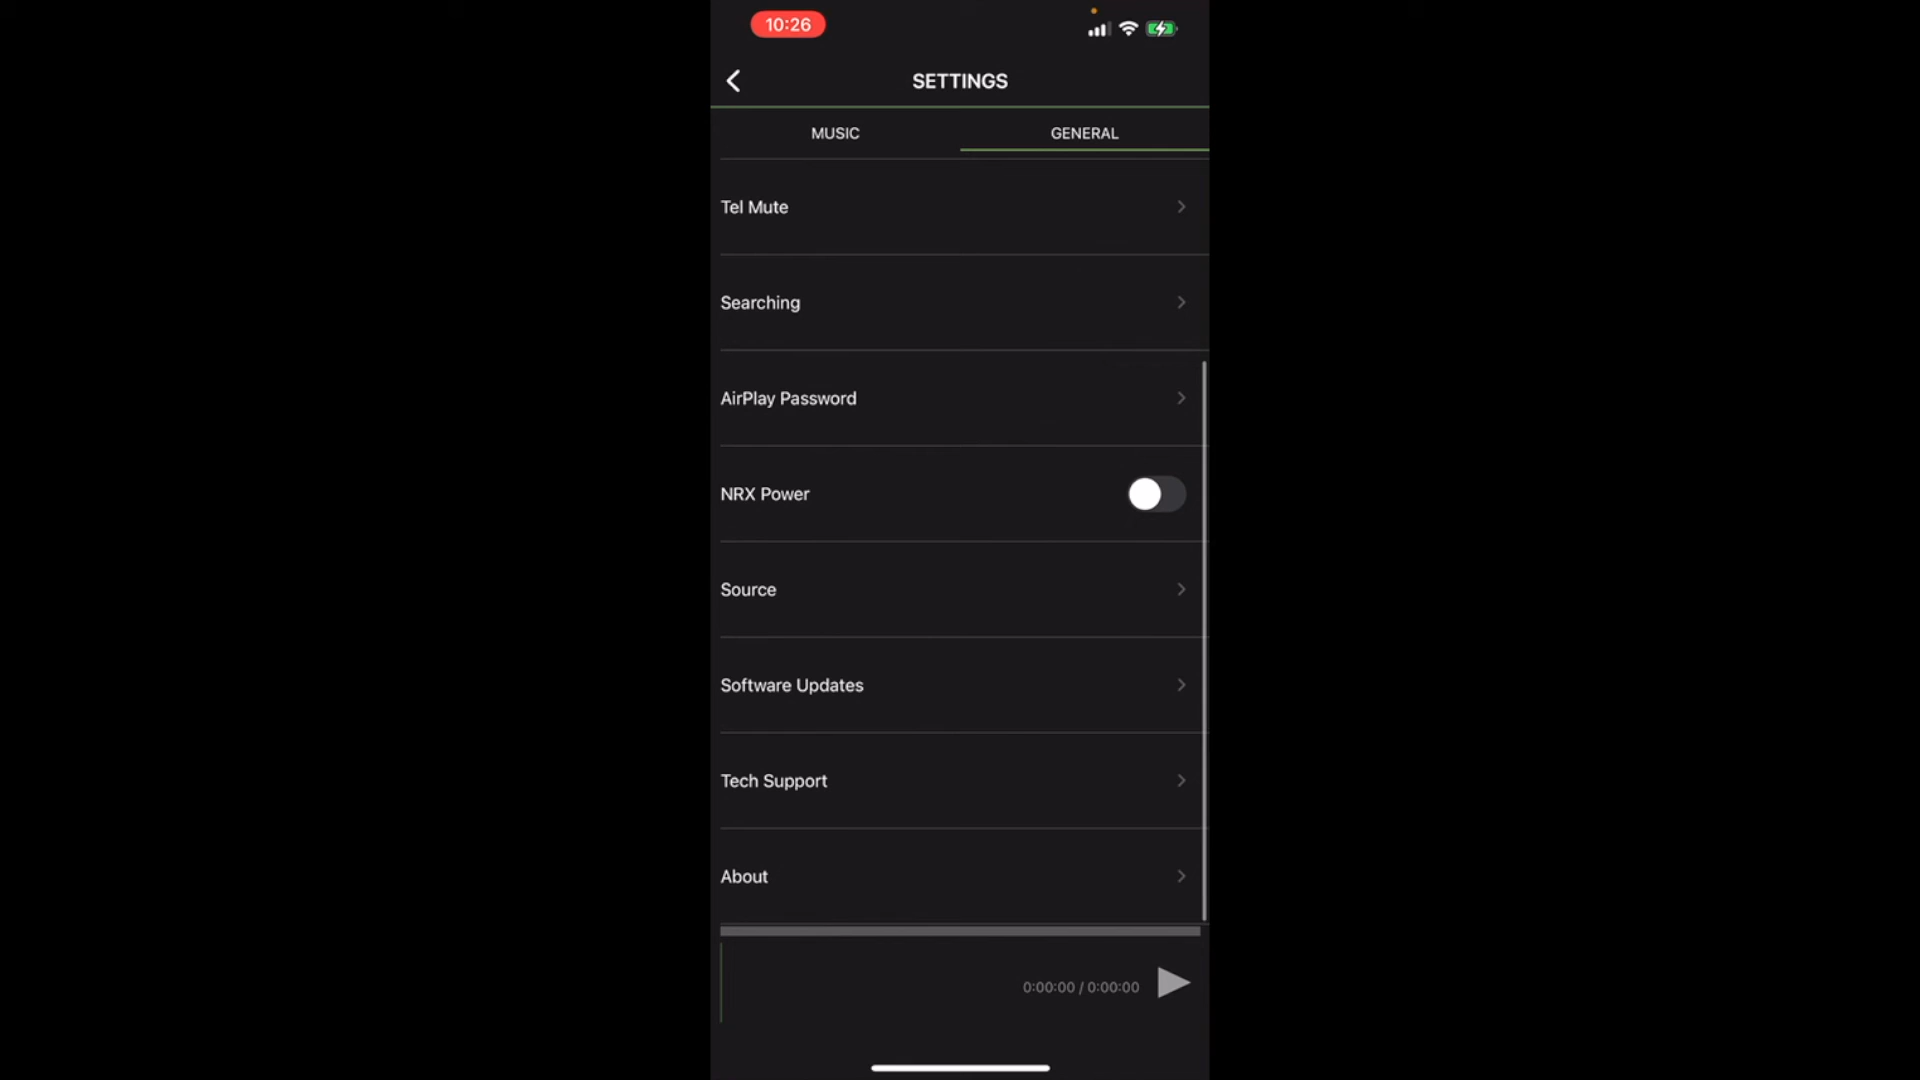 10:26
SETTINGS
MUSIC
GENERAL
Tel Mute
Searching
AirPlay Password
NRX Power
Source
Software Updates
Tech Support
About
0:00:00 / 0:00:00